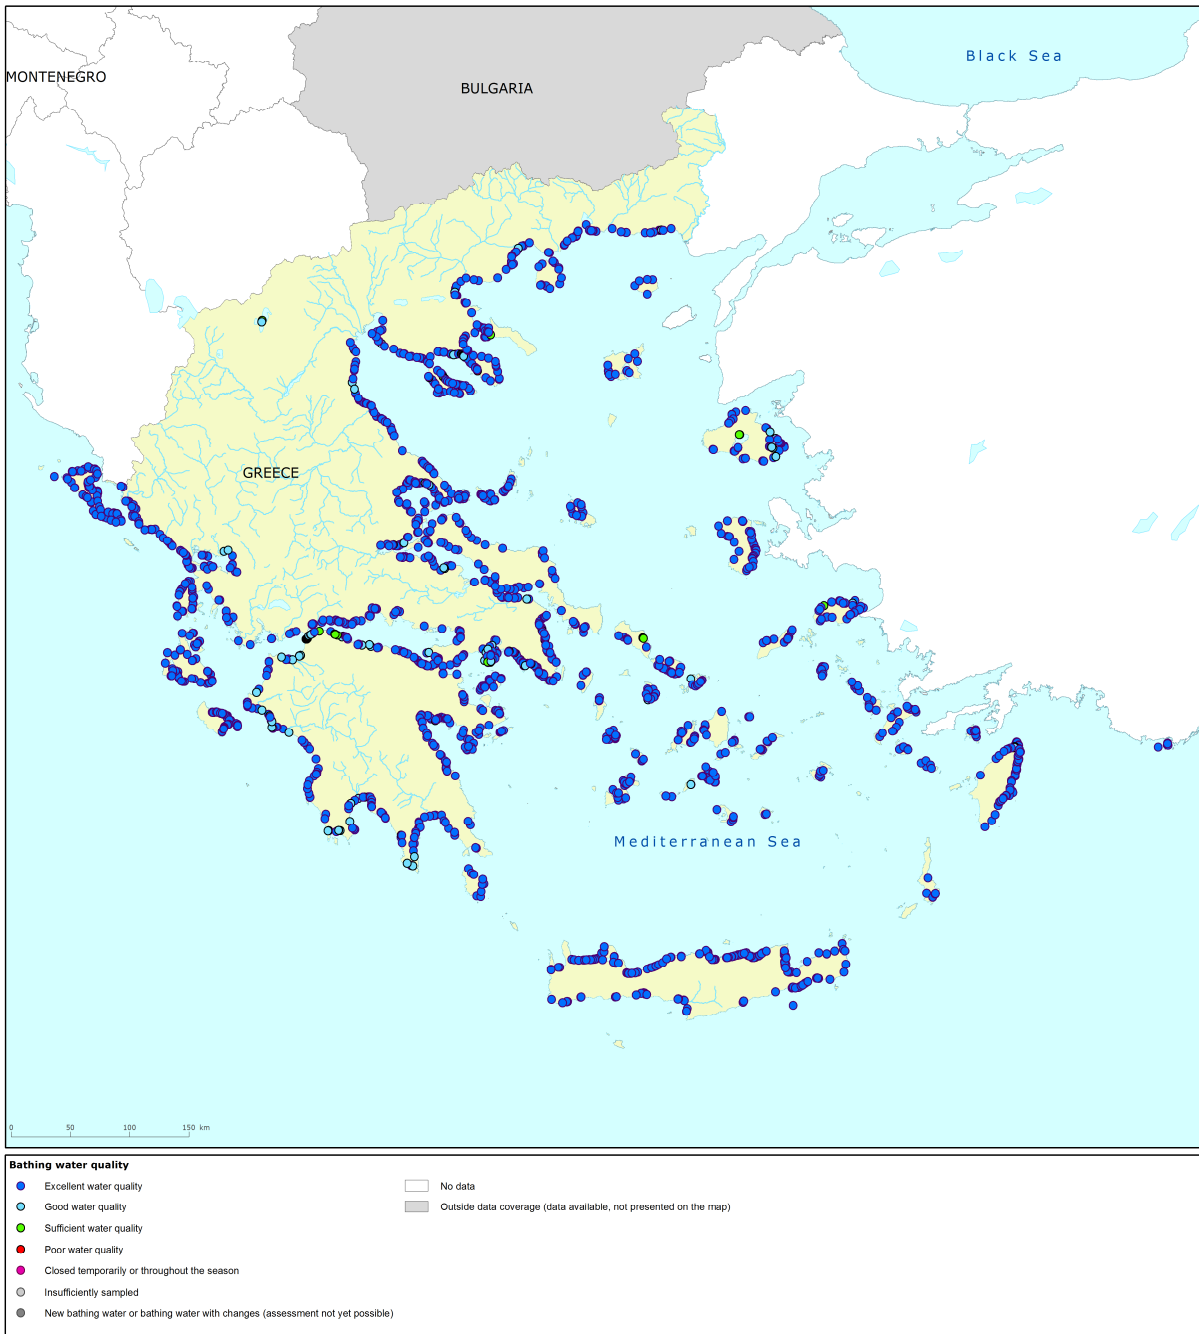 Black Sea
MONTENEGRO
BULGARIA
GREECE
Mediterranean Sea
0 50 100 150 km
Bathing water quality
Excellent water quality
Good water quality
Sufficient water quality
Poor water quality
Closed temporarily or throughout the season
Insufficiently sampled
New bathing water or bathing water with changes (assessment not yet possible)
No data
Outside data coverage (data available, not presented on the map)